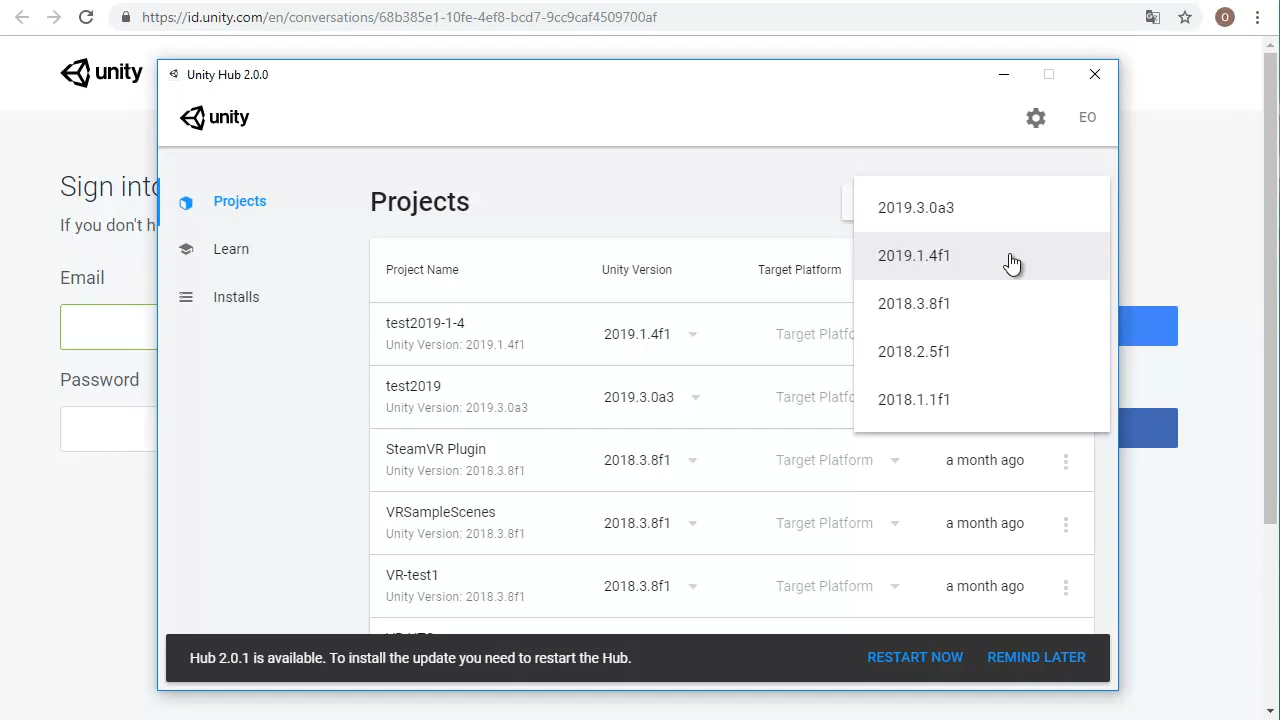 https://id.unity.com/en/conversations/68b385e1-10fe-4ef8-bcd7-9cc9caf4509700af
O
unity
Sign into
If you don't h
Email
Password
Unity Hub 2.0.0
unity
EO
Projects
Learn
Installs
Projects
2019.3.0a3
2019.1.4f1
2018.3.8f1
2018.2.5f1
2018.1.1f1
Project Name Unity Version Target Platform
test2019-1-4
Unity Version: 2019.1.4f1
2019.1.4f1 Target Platfo
test2019
Unity Version: 2019.3.0a3
2019.3.0a3 Target Platfo
SteamVR Plugin
Unity Version: 2018.3.8f1
2018.3.8f1 Target Platform a month ago
VRSampleScenes
Unity Version: 2018.3.8f1
2018.3.8f1 Target Platform a month ago
VR-test1
Unity Version: 2018.3.8f1
2018.3.8f1 Target Platform a month ago
Hub 2.0.1 is available. To install the update you need to restart the Hub.
RESTART NOW REMIND LATER